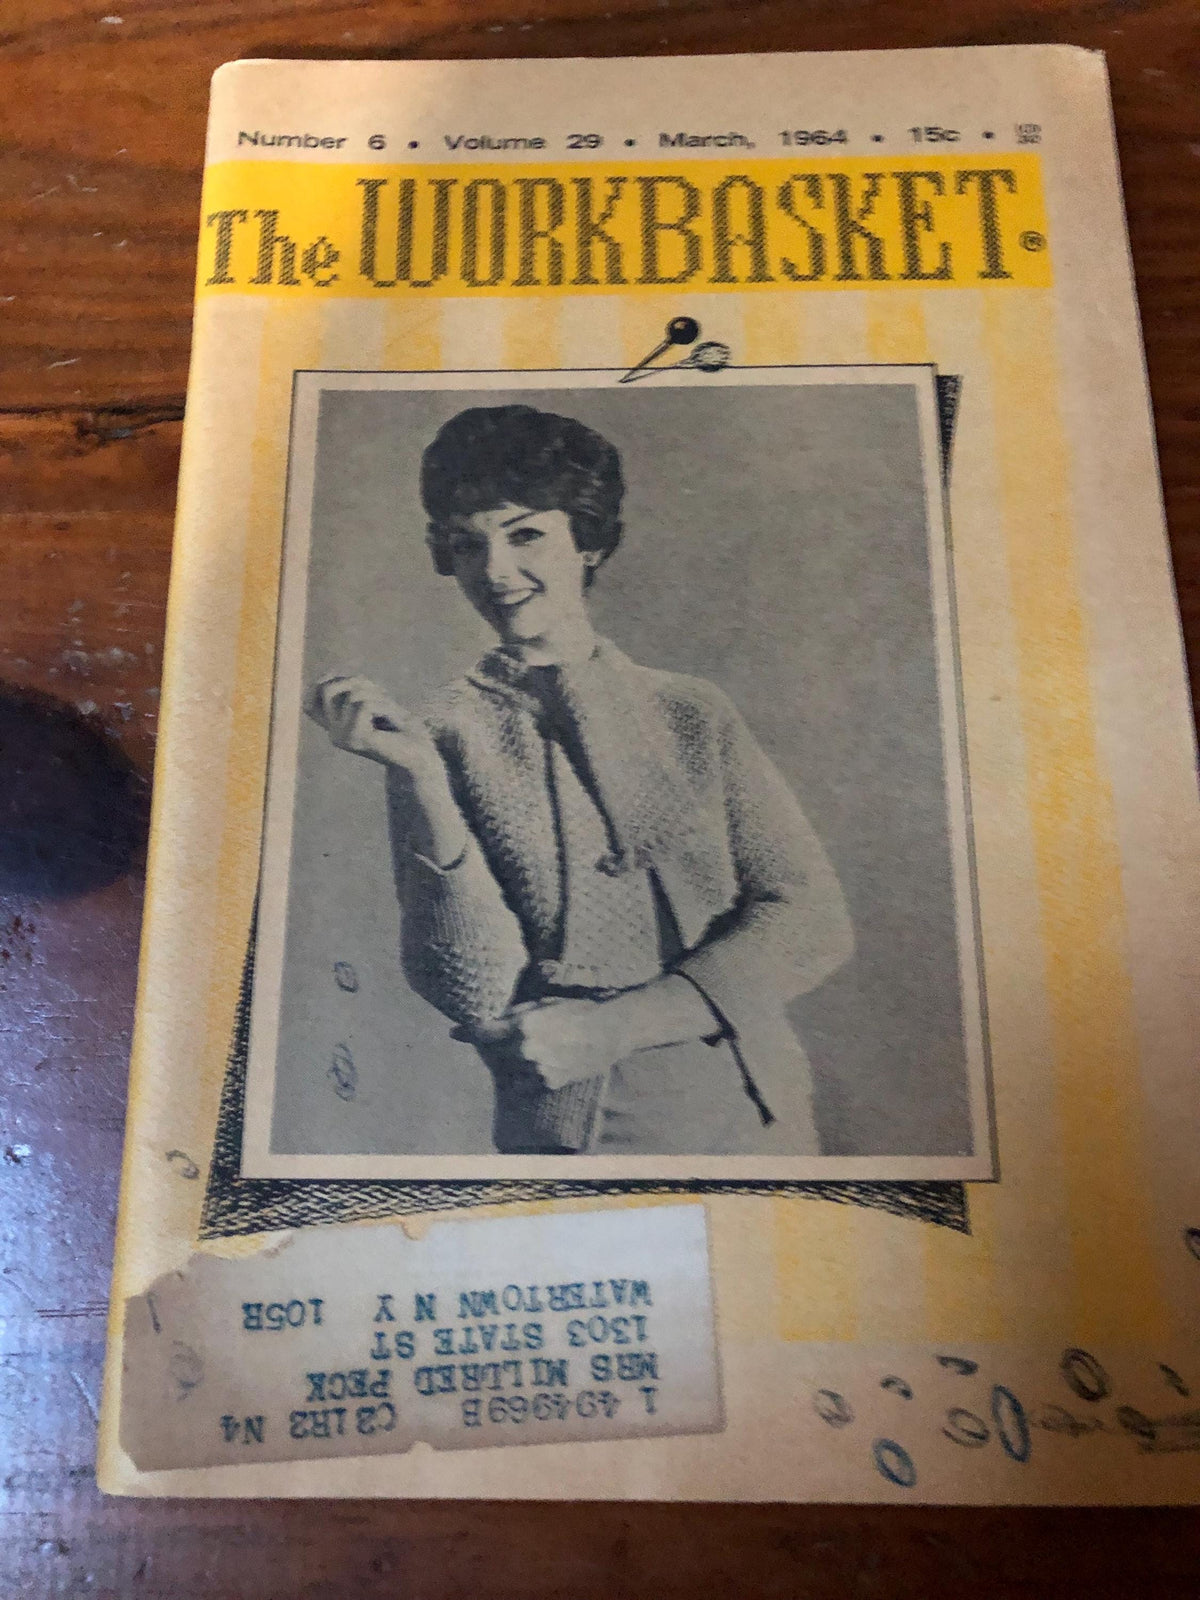 Number 6 • Volume 29 • March, 1964 • 15c •
The WORKBASKET®
1 494969B C21R2 N4
MRS MILDRED PECK
1303 STATE ST
WATERTOWN N Y 105R